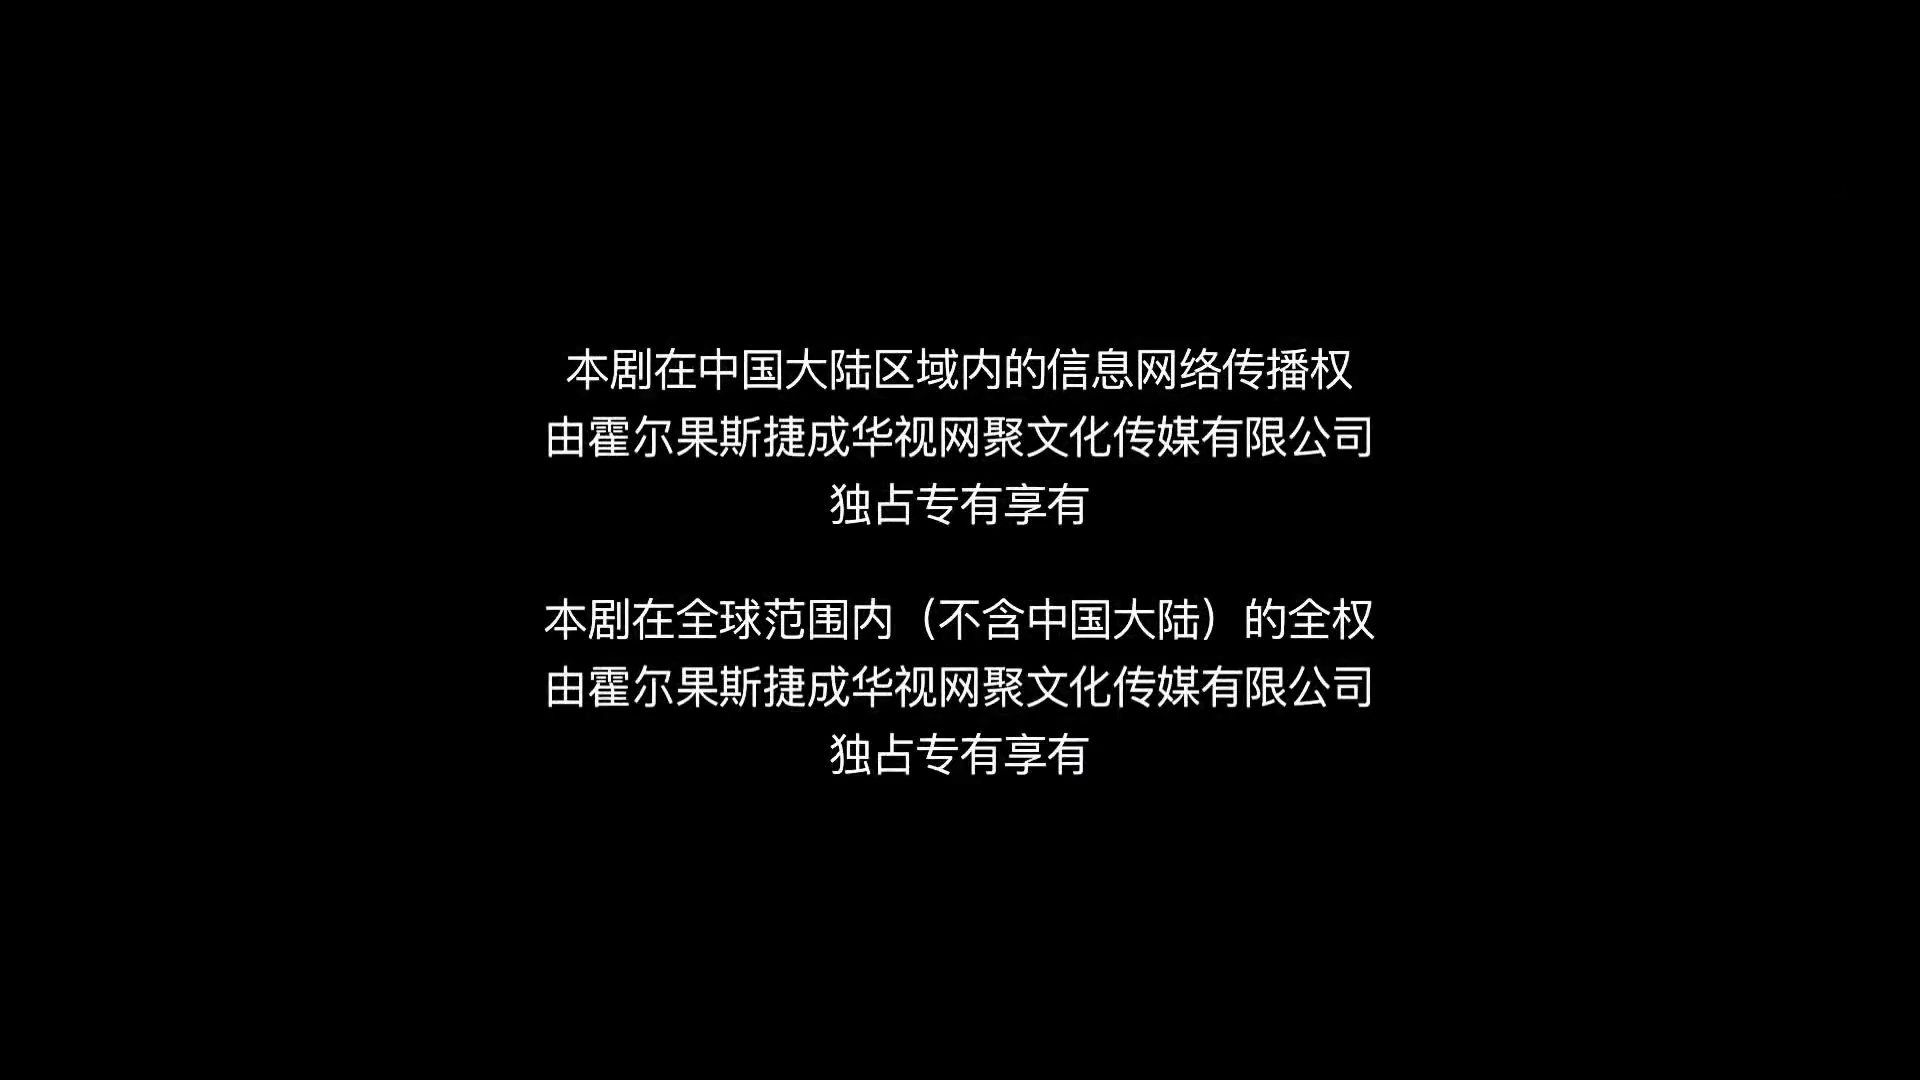 本剧在中国大陆区域内的信息网络传播权
由霍尔果斯捷成华视网聚文化传媒有限公司
独占专有享有
本剧在全球范围内（不含中国大陆）的全权
由霍尔果斯捷成华视网聚文化传媒有限公司
独占专有享有